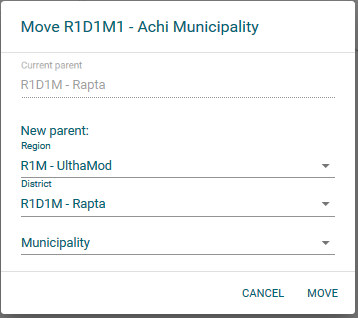 Move R1D1M1 - Achi Municipality
Current parent
R1D1M - Rapta
New parent:
Region
R1M - UlthaMod
District
R1D1M - Rapta
Municipality
CANCEL MOVE